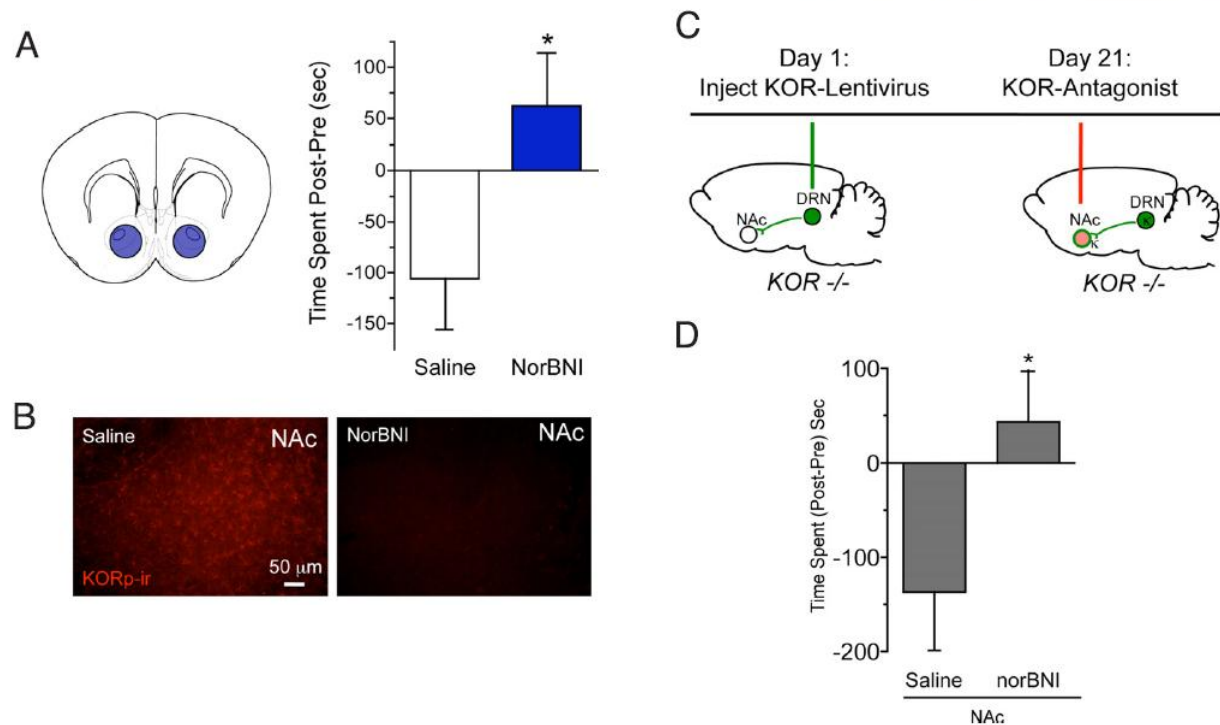 A
Time Spent Post-Pre (sec)
100
50
0
-50
-100
-150
*
Saline
NorBNI
B
Saline
NAc
KORp-ir
50 μm
NorBNI
NAc
C
Day 1:
Inject KOR-Lentivirus
Day 21:
KOR-Antagonist
DRN
NAc
KOR -/-
DRN
K
NAc
K
KOR -/-
D
Time Spent (Post-Pre) Sec
100
0
-100
-200
*
Saline
norBNI
NAc